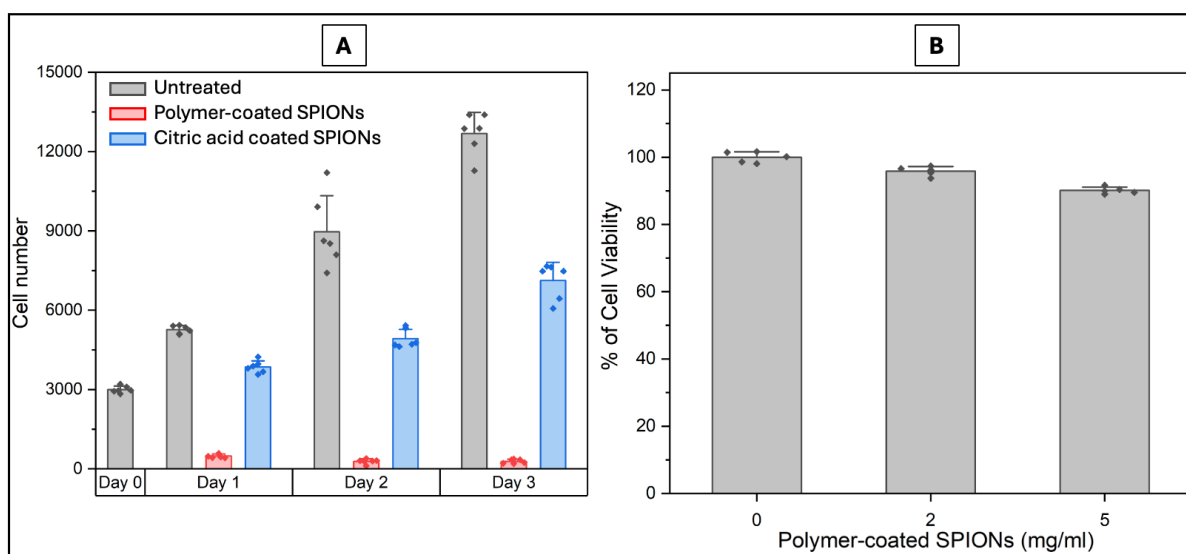 A
15000
12000
9000
6000
3000
0
Cell number
Untreated
Polymer-coated SPIONs
Citric acid coated SPIONs
Day 0
Day 1
Day 2
Day 3
B
120
100
80
60
40
20
0
% of Cell Viability
0
2
5
Polymer-coated SPIONs (mg/ml)